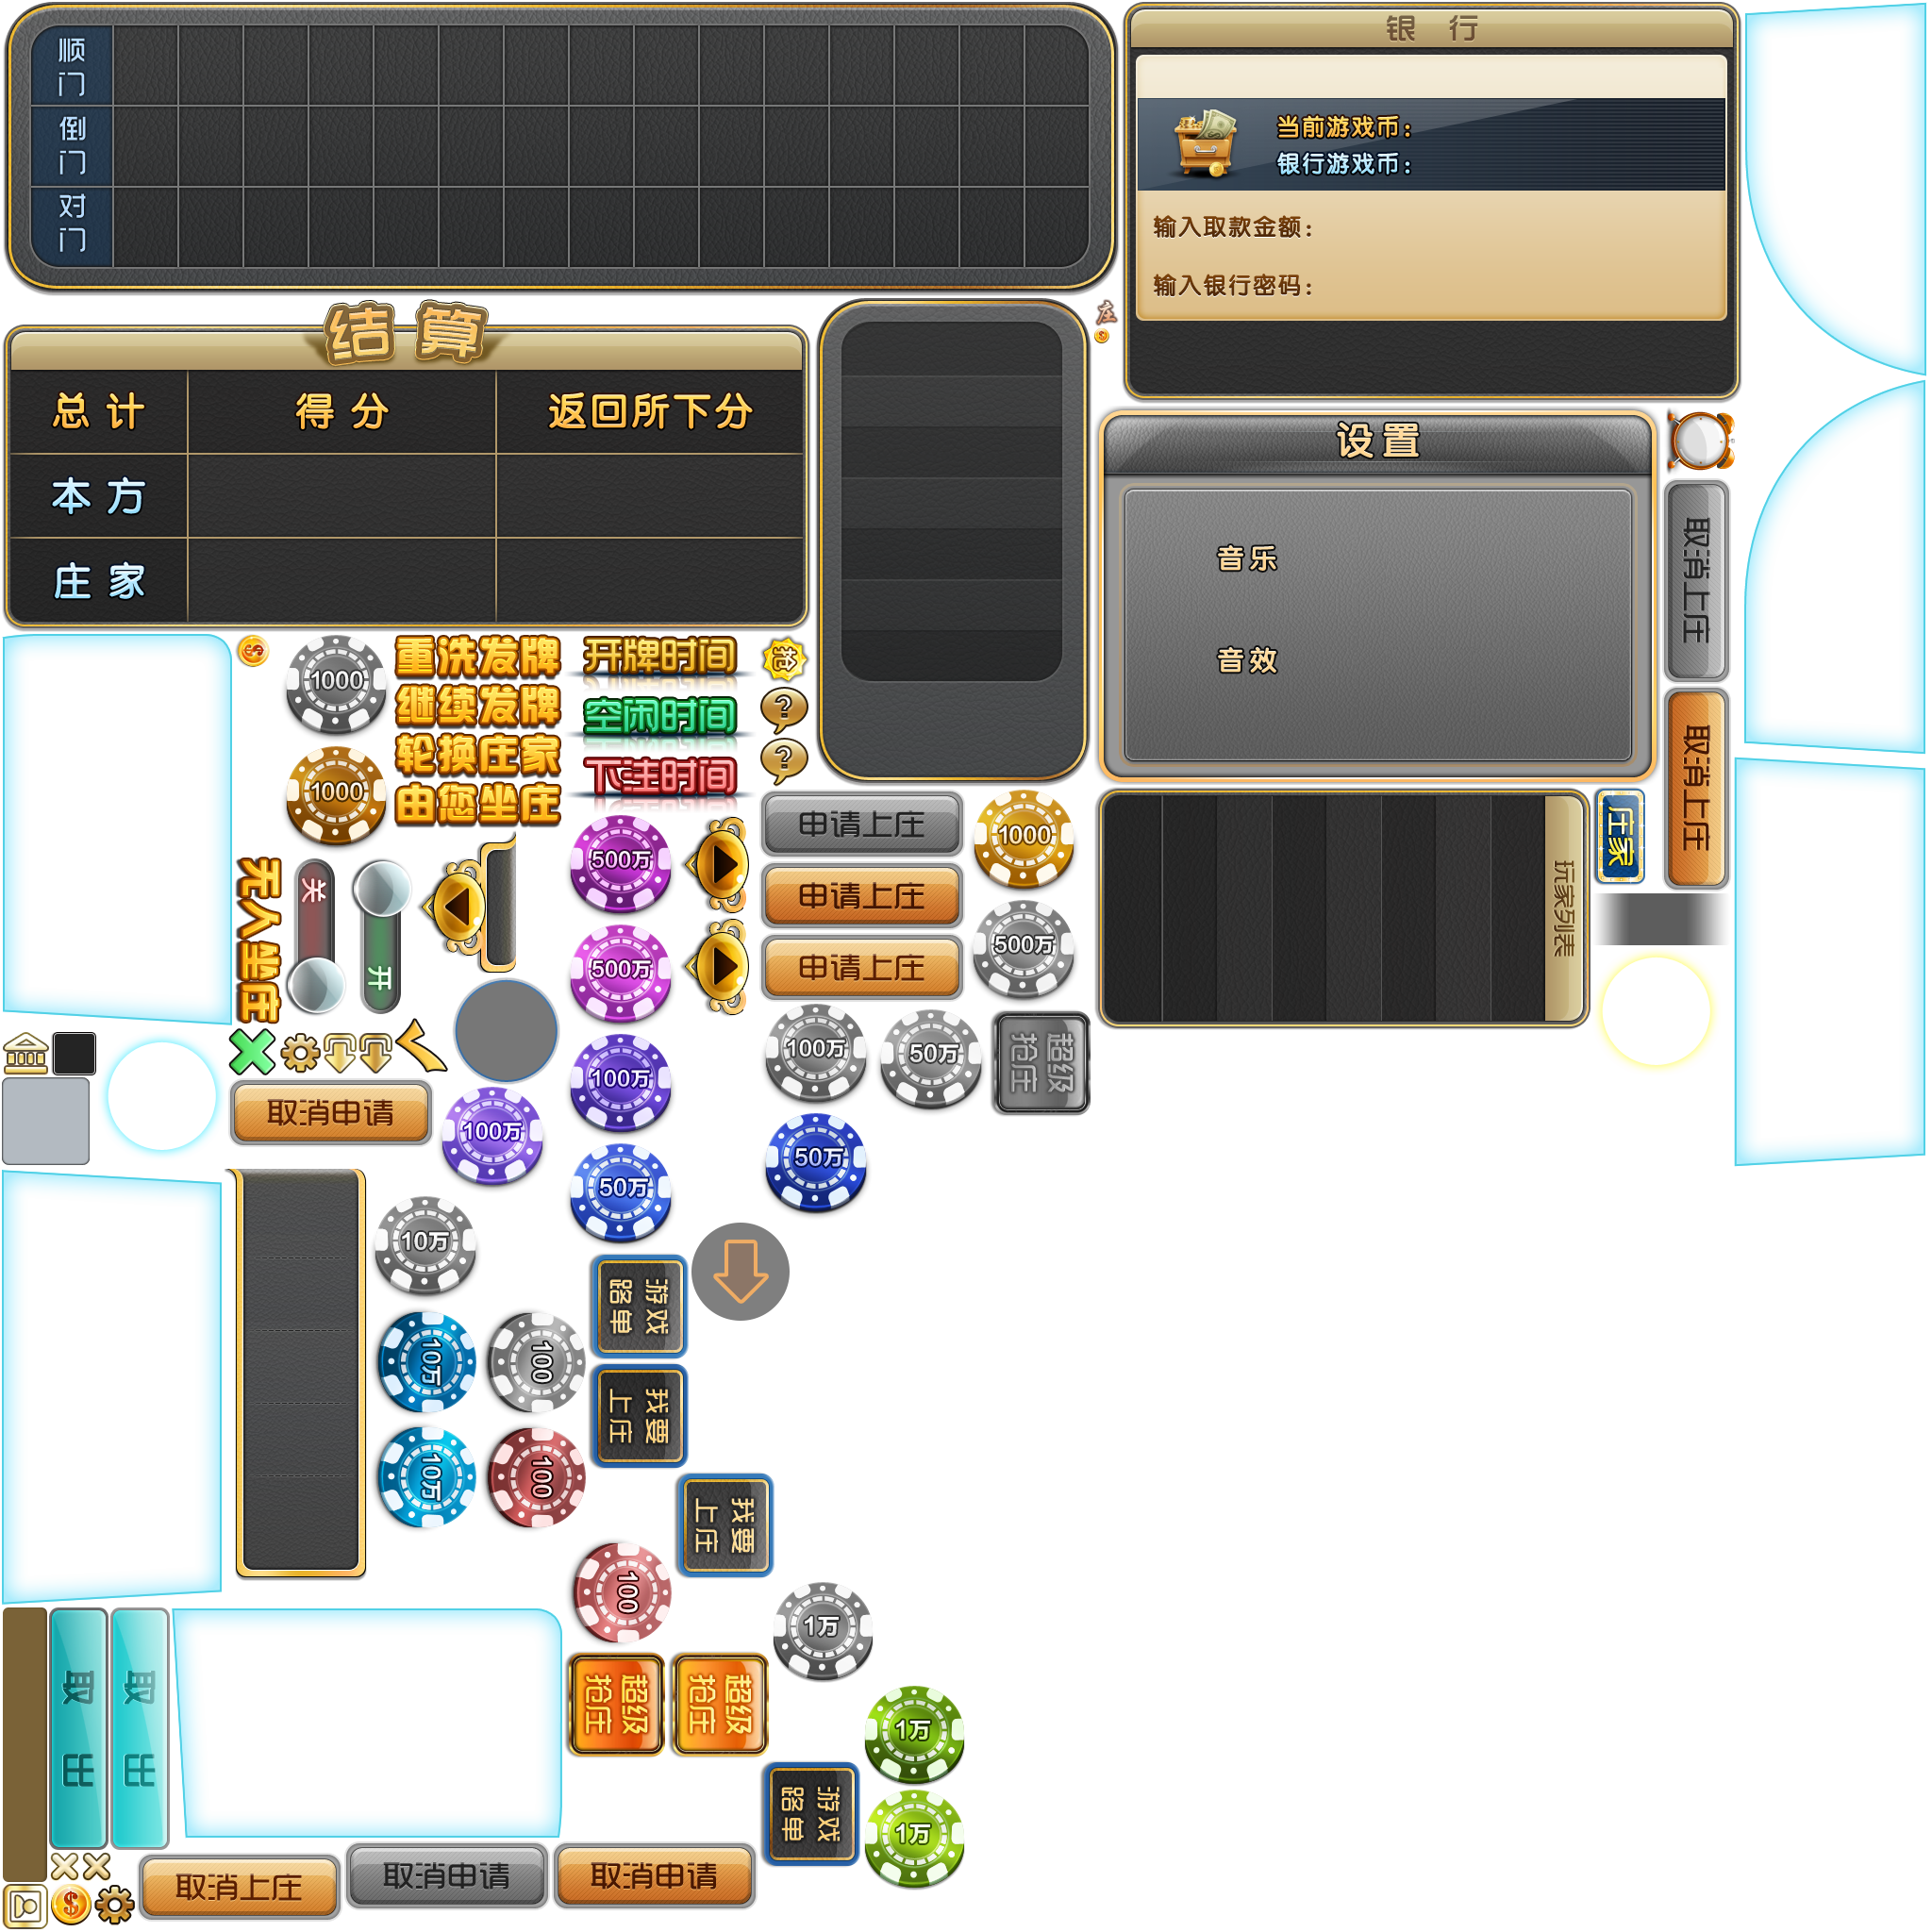 顺门
倒门
对门
银 行
当前游戏币：
银行游戏币：
输入取款金额：
输入银行密码：
结算
总计 得分 返回所下分
本方
庄家
庄
设置
音乐
音效
取消上庄
取消上庄
1000
重洗发牌
继续发牌
轮换庄家
由您坐庄
1000
开牌时间
空闲时间
下注时间
抢
?
?
无人坐庄
关
开
500万
500万
100万
50万
申请上庄
申请上庄
申请上庄
1000
500万
100万
50万
超级抢庄
50万
玩家列表
庄家
取消申请
100万
10万
10万
100
10万
100
游戏路单
我要上庄
我要上庄
100
1万
超级抢庄
超级抢庄
1万
游戏路单
1万
取出
取出
取消上庄
取消申请
取消申请